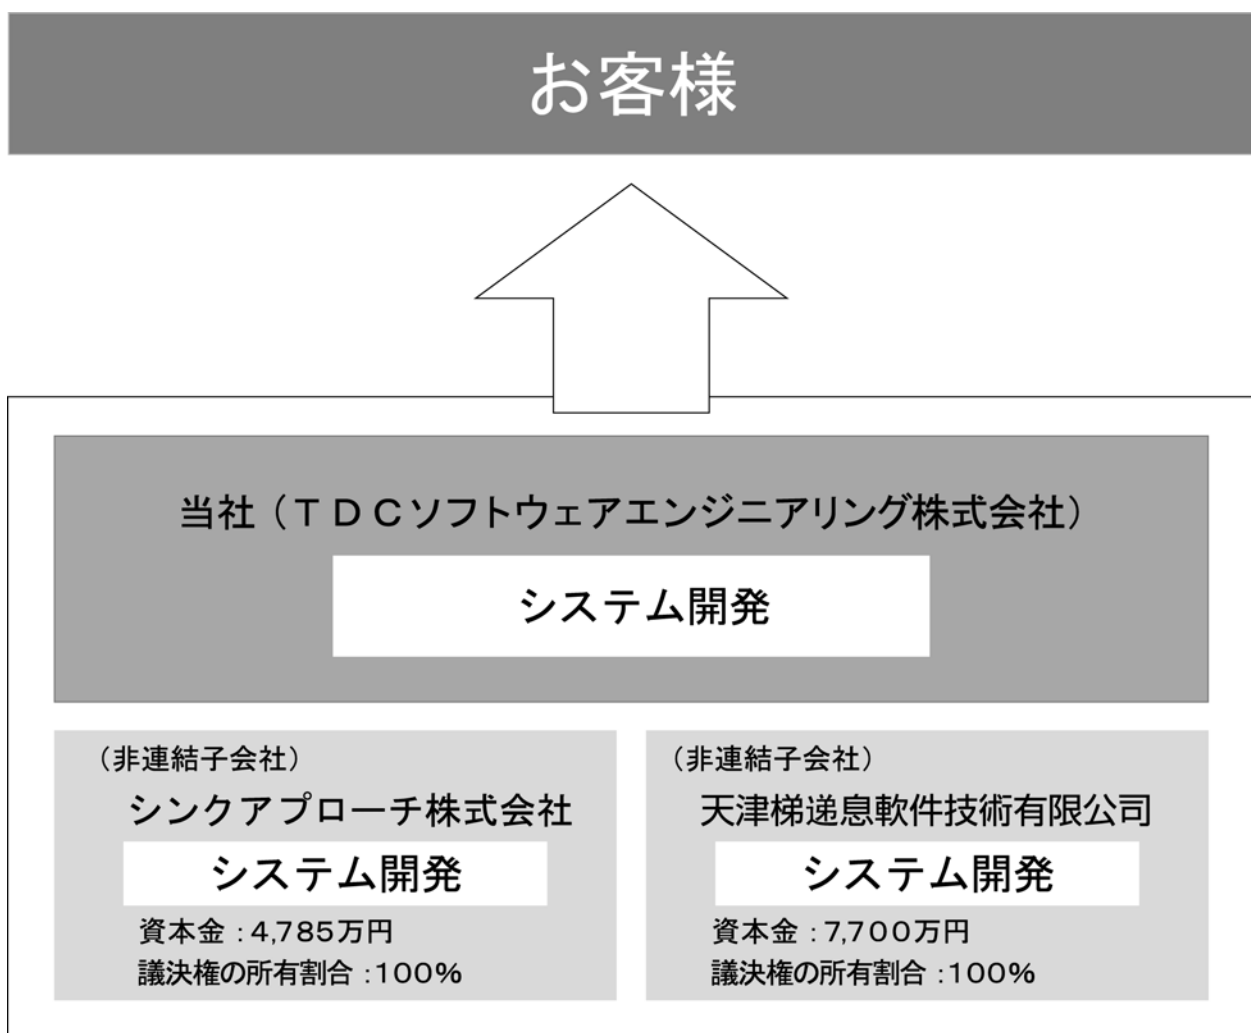 お客様
当社（ＴＤＣソフトウェアエンジニアリング株式会社）
システム開発
（非連結子会社）
シンクアプローチ株式会社
システム開発
資本金：4,785万円
議決権の所有割合：100%
（非連結子会社）
天津梯逓息軟件技術有限公司
システム開発
資本金：7,700万円
議決権の所有割合：100%